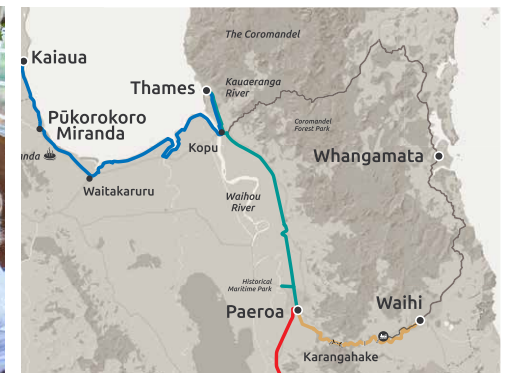 The Coromandel
Kaiaua
Thames
Kauaeranga
River
Pūkorokoro
Miranda
Coromandel
Forest Park
Kopu
nda
Whangamata
Waitakaruru
Waihou
River
Historical
Maritime Park
Paeroa
Waihi
Karangahake